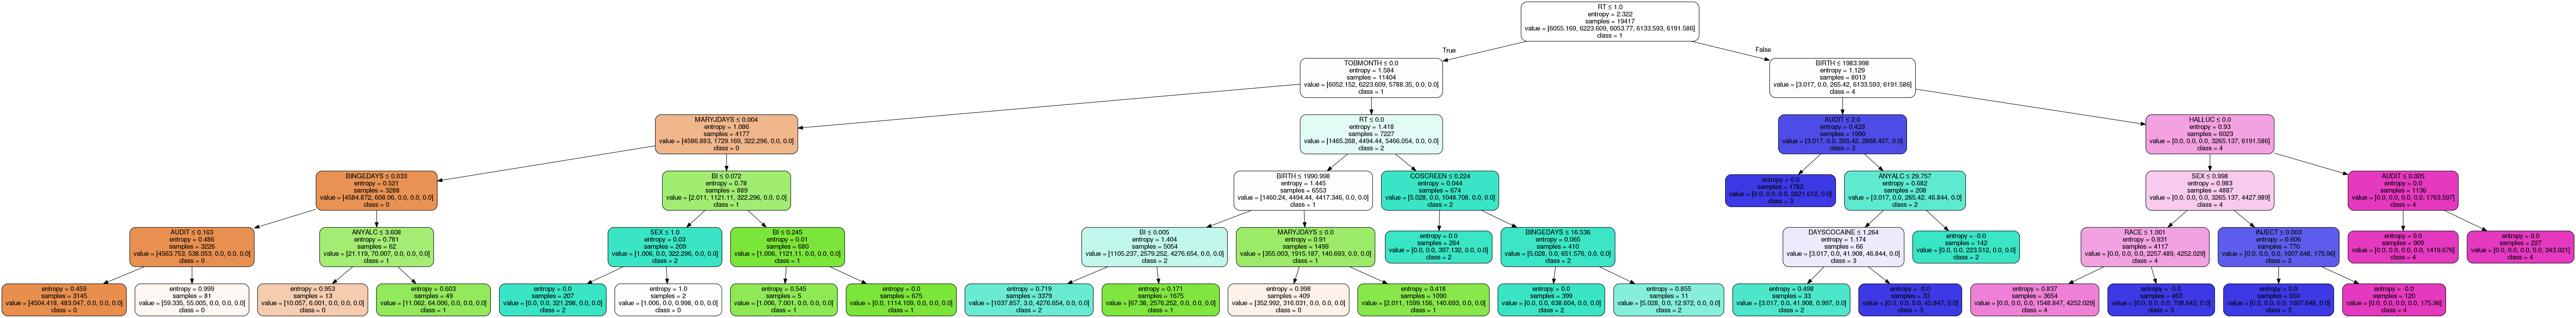 RT ≤ 1.0
entropy = 2.322
samples = 19417
value = [6055.169, 6223.609, 6053.77, 6133.593, 6191.586]
class = 1
True
False
TOBMONTH ≤ 0.0
entropy = 1.584
samples = 11404
value = [6052.152, 6223.609, 5788.35, 0.0, 0.0]
class = 1
BIRTH ≤ 1983.998
entropy = 1.129
samples = 8013
value = [3.017, 0.0, 265.42, 6133.593, 6191.586]
class = 4
MARYJDAYS ≤ 0.004
entropy = 1.086
samples = 4177
value = [4586.883, 1729.169, 322.296, 0.0, 0.0]
class = 0
RT ≤ 0.0
entropy = 1.418
samples = 7227
value = [1465.268, 4494.44, 5466.054, 0.0, 0.0]
class = 2
AUDIT ≤ 2.0
entropy = 0.429
samples = 1990
value = [3.017, 0.0, 265.42, 2868.457, 0.0]
class = 3
HALLUC ≤ 0.0
entropy = 0.93
samples = 6023
value = [0.0, 0.0, 0.0, 3265.137, 6191.586]
class = 4
BINGEDAYS ≤ 0.033
entropy = 0.521
samples = 3288
value = [4584.872, 608.06, 0.0, 0.0, 0.0]
class = 0
BI ≤ 0.072
entropy = 0.78
samples = 889
value = [2.011, 1121.11, 322.296, 0.0, 0.0]
class = 1
BIRTH ≤ 1990.998
entropy = 1.445
samples = 6553
value = [1460.24, 4494.44, 4417.346, 0.0, 0.0]
class = 1
COSCREEN ≤ 0.224
entropy = 0.044
samples = 674
value = [5.028, 0.0, 1048.708, 0.0, 0.0]
class = 2
entropy = 0.0
samples = 1782
value = [0.0, 0.0, 0.0, 2821.612, 0.0]
class = 3
ANYALC ≤ 29.757
entropy = 0.682
samples = 208
value = [3.017, 0.0, 265.42, 46.844, 0.0]
class = 2
SEX ≤ 0.998
entropy = 0.983
samples = 4887
value = [0.0, 0.0, 0.0, 3265.137, 4427.989]
class = 4
AUDIT ≤ 0.005
entropy = 0.0
samples = 1136
value = [0.0, 0.0, 0.0, 0.0, 1763.597]
class = 4
AUDIT ≤ 0.163
entropy = 0.486
samples = 3226
value = [4563.753, 538.053, 0.0, 0.0, 0.0]
class = 0
ANYALC ≤ 3.608
entropy = 0.781
samples = 62
value = [21.119, 70.007, 0.0, 0.0, 0.0]
class = 1
SEX ≤ 1.0
entropy = 0.03
samples = 209
value = [1.006, 0.0, 322.296, 0.0, 0.0]
class = 2
BI ≤ 0.245
entropy = 0.01
samples = 680
value = [1.006, 1121.11, 0.0, 0.0, 0.0]
class = 1
BI ≤ 0.005
entropy = 1.404
samples = 5054
value = [1105.237, 2579.252, 4276.654, 0.0, 0.0]
class = 2
MARYJDAYS ≤ 0.0
entropy = 0.91
samples = 1499
value = [355.003, 1915.187, 140.693, 0.0, 0.0]
class = 1
entropy = 0.0
samples = 264
value = [0.0, 0.0, 397.132, 0.0, 0.0]
class = 2
BINGEDAYS ≤ 16.536
entropy = 0.065
samples = 410
value = [5.028, 0.0, 651.576, 0.0, 0.0]
class = 2
DAYSCOCAINE ≤ 1.264
entropy = 1.174
samples = 66
value = [3.017, 0.0, 41.908, 46.844, 0.0]
class = 3
entropy = -0.0
samples = 142
value = [0.0, 0.0, 223.512, 0.0, 0.0]
class = 2
RACE ≤ 1.001
entropy = 0.931
samples = 4117
value = [0.0, 0.0, 0.0, 2257.489, 4252.029]
class = 4
INJECT ≤ 0.003
entropy = 0.606
samples = 770
value = [0.0, 0.0, 0.0, 1007.648, 175.96]
class = 3
entropy = 0.0
samples = 909
value = [0.0, 0.0, 0.0, 0.0, 1419.676]
class = 4
entropy = 0.0
samples = 227
value = [0.0, 0.0, 0.0, 0.0, 343.921]
class = 4
entropy = 0.459
samples = 3145
value = [4504.418, 483.047, 0.0, 0.0, 0.0]
class = 0
entropy = 0.999
samples = 81
value = [59.335, 55.005, 0.0, 0.0, 0.0]
class = 0
entropy = 0.953
samples = 13
value = [10.057, 6.001, 0.0, 0.0, 0.0]
class = 0
entropy = 0.603
samples = 49
value = [11.062, 64.006, 0.0, 0.0, 0.0]
class = 1
entropy = 0.0
samples = 207
value = [0.0, 0.0, 321.298, 0.0, 0.0]
class = 2
entropy = 1.0
samples = 2
value = [1.006, 0.0, 0.998, 0.0, 0.0]
class = 0
entropy = 0.545
samples = 5
value = [1.006, 7.001, 0.0, 0.0, 0.0]
class = 1
entropy = 0.0
samples = 675
value = [0.0, 1114.109, 0.0, 0.0, 0.0]
class = 1
entropy = 0.719
samples = 3379
value = [1037.857, 3.0, 4276.654, 0.0, 0.0]
class = 2
entropy = 0.171
samples = 1675
value = [67.38, 2576.252, 0.0, 0.0, 0.0]
class = 1
entropy = 0.998
samples = 409
value = [352.992, 316.031, 0.0, 0.0, 0.0]
class = 0
entropy = 0.418
samples = 1090
value = [2.011, 1599.156, 140.693, 0.0, 0.0]
class = 1
entropy = 0.0
samples = 399
value = [0.0, 0.0, 638.604, 0.0, 0.0]
class = 2
entropy = 0.855
samples = 11
value = [5.028, 0.0, 12.972, 0.0, 0.0]
class = 2
entropy = 0.498
samples = 33
value = [3.017, 0.0, 41.908, 0.997, 0.0]
class = 2
entropy = -0.0
samples = 33
value = [0.0, 0.0, 0.0, 45.847, 0.0]
class = 3
entropy = 0.837
samples = 3654
value = [0.0, 0.0, 0.0, 1548.847, 4252.029]
class = 4
entropy = -0.0
samples = 463
value = [0.0, 0.0, 0.0, 708.642, 0.0]
class = 3
entropy = 0.0
samples = 650
value = [0.0, 0.0, 0.0, 1007.648, 0.0]
class = 3
entropy = -0.0
samples = 120
value = [0.0, 0.0, 0.0, 0.0, 175.96]
class = 4